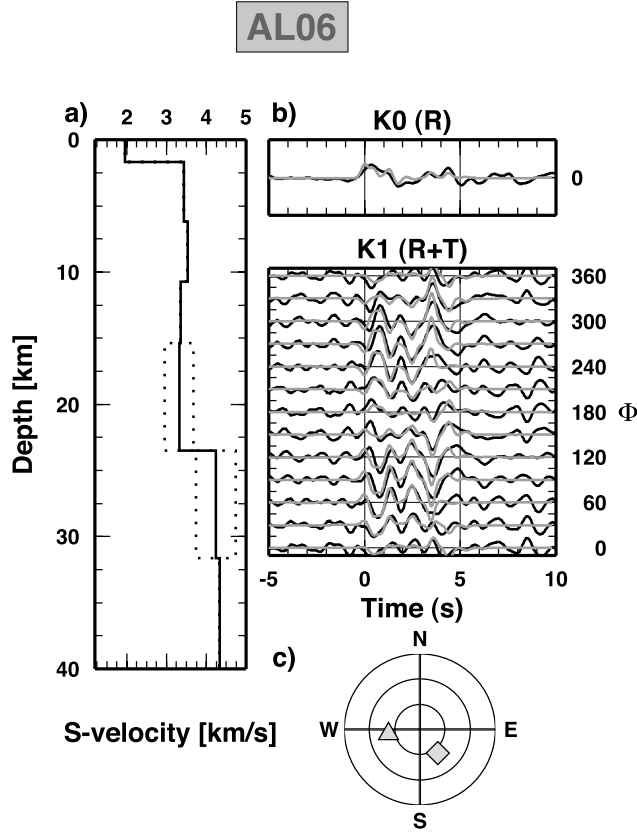 AL06
a) 2 3 4 5 b) K0 (R)
0
0
K1 (R+T)
10
360
300
20
240
180 Φ
120
30
60
0
-5 0 5 10
Time (s)
40
Depth [km]
S-velocity [km/s]
c) N
W E
S